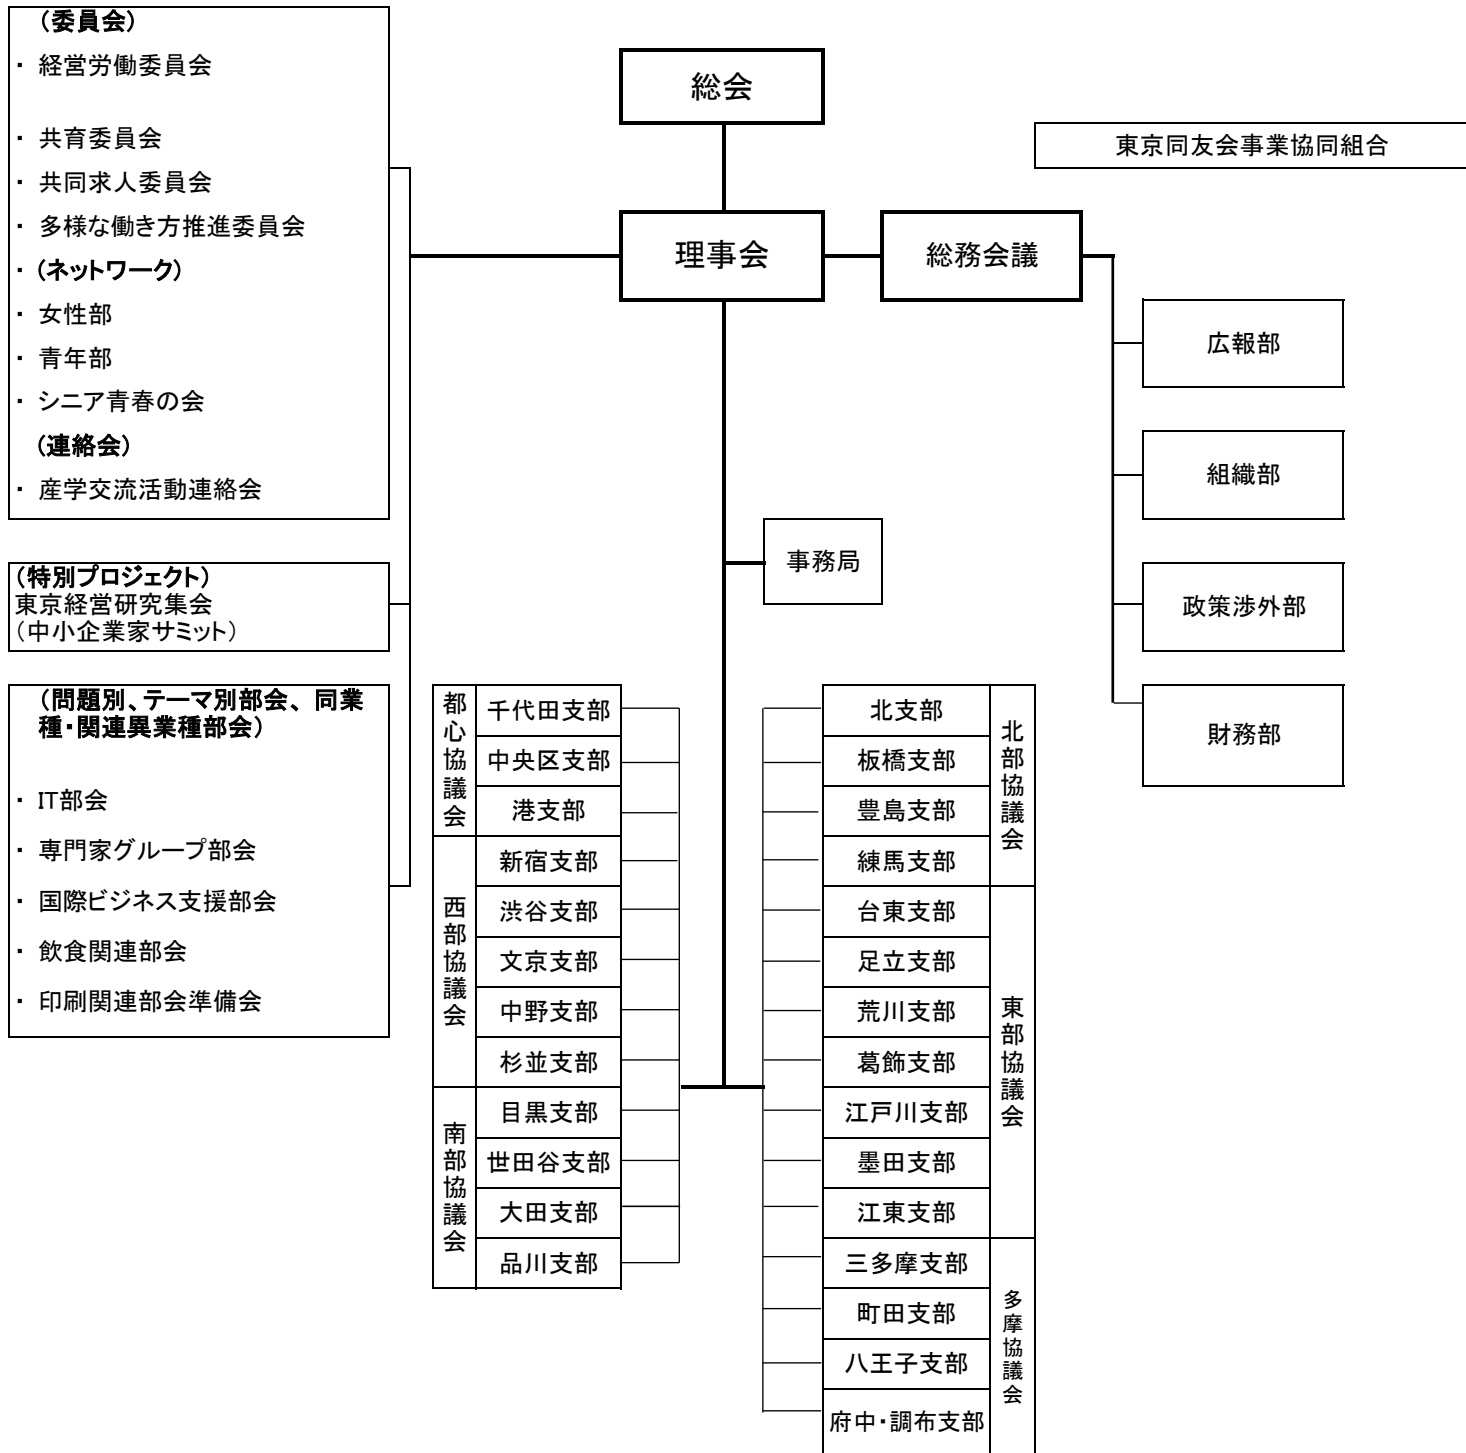 (委員会)
・ 経営労働委員会
・ 共育委員会
・ 共同求人委員会
・ 多様な働き方推進委員会
・ (ネットワーク)
・ 女性部
・ 青年部
・ シニア青春の会
(連絡会)
・ 産学交流活動連絡会
(特別プロジェクト)
東京経営研究集会
(中小企業家サミット)
(問題別、テーマ別部会、同業
種・関連異業種部会)
・ IT部会
・ 専門家グループ部会
・ 国際ビジネス支援部会
・ 飲食関連部会
・ 印刷関連部会準備会
総会
理事会
総務会議
東京同友会事業協同組合
広報部
組織部
政策渉外部
財務部
事務局
都心協議会
千代田支部
中央区支部
港支部
西部協議会
新宿支部
渋谷支部
文京支部
中野支部
杉並支部
南部協議会
目黒支部
世田谷支部
大田支部
品川支部
北部協議会
北支部
板橋支部
豊島支部
練馬支部
東部協議会
台東支部
足立支部
荒川支部
葛飾支部
江戸川支部
墨田支部
江東支部
多摩協議会
三多摩支部
町田支部
八王子支部
府中・調布支部